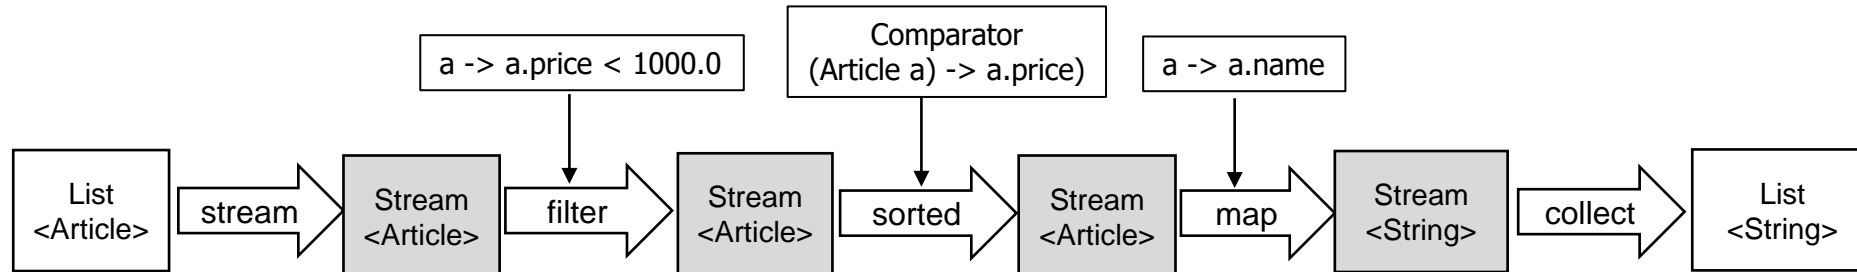 a -> a.price < 1000.0
Comparator
(Article a) -> a.price)
a -> a.name
List
<Article>
stream
Stream
<Article>
filter
Stream
<Article>
sorted
Stream
<Article>
map
Stream
<String>
collect
List
<String>